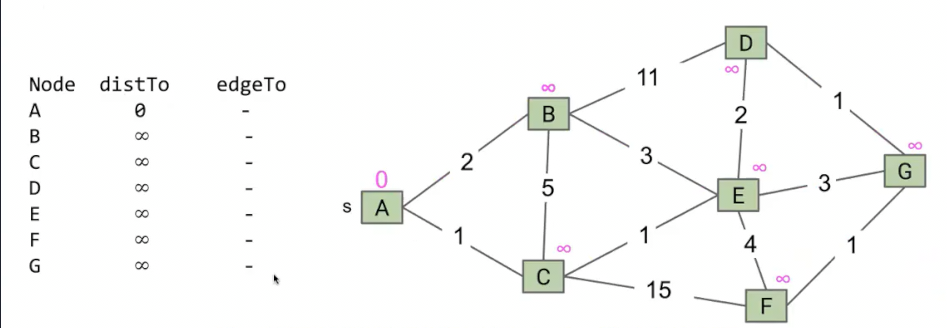 Node distTo edgeTo
A 0 -
B ∞ -
C ∞ -
D ∞ -
E ∞ -
F ∞ -
G ∞ -
D
∞
11
1
∞
B
2
∞
G
2
3
∞
E
3
0
s
A
5
1
1
4
1
∞
C
15
∞
F